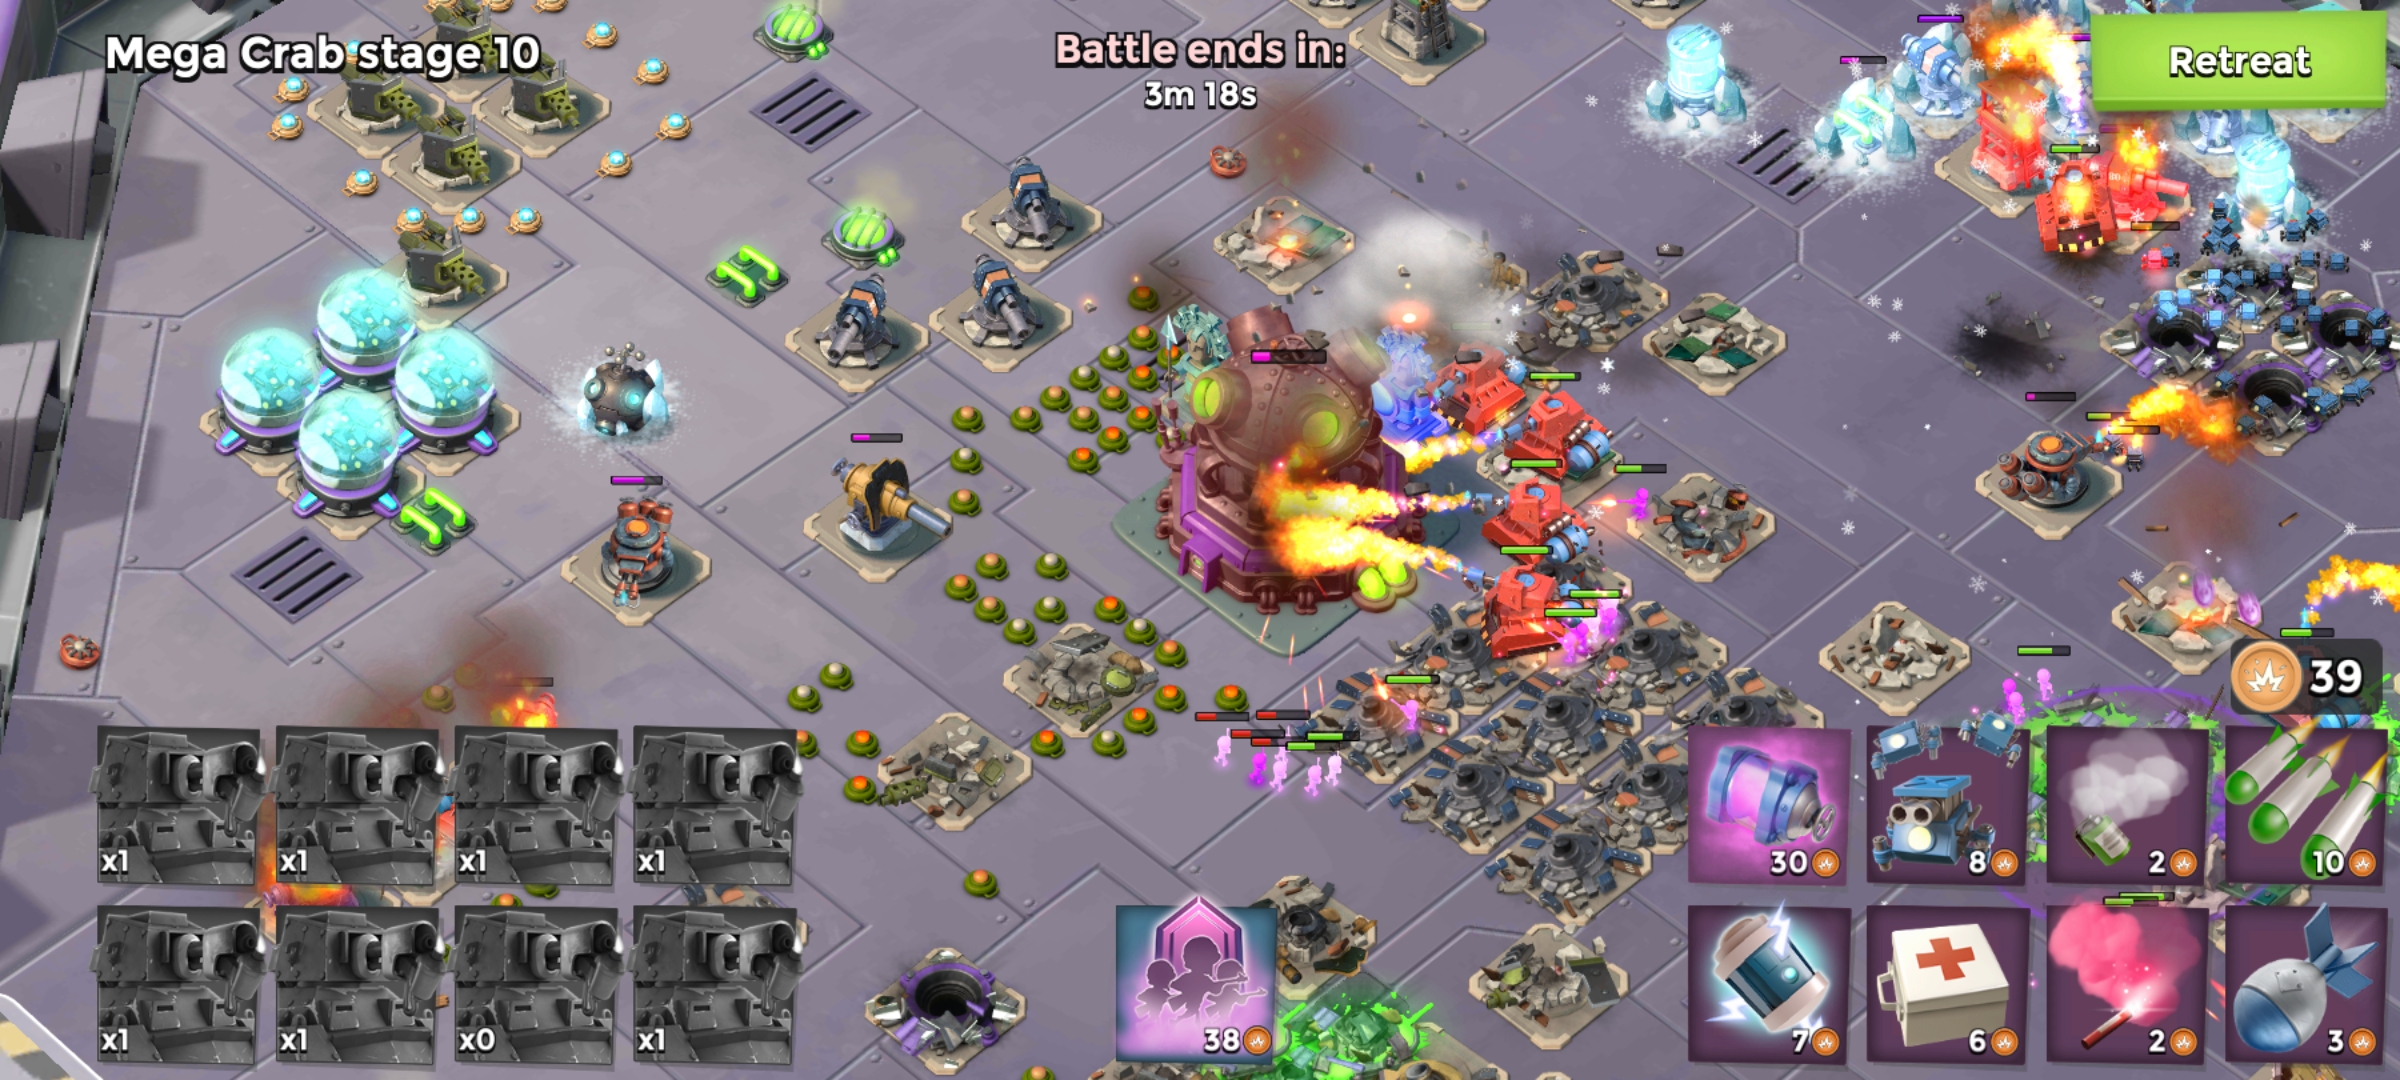 Mega Crab stage 10
Battle ends in:
3m 18s
Retreat
39
x1
x1
x1
x1
30
8
2
10
x1
x1
x0
x1
38
7
6
2
3